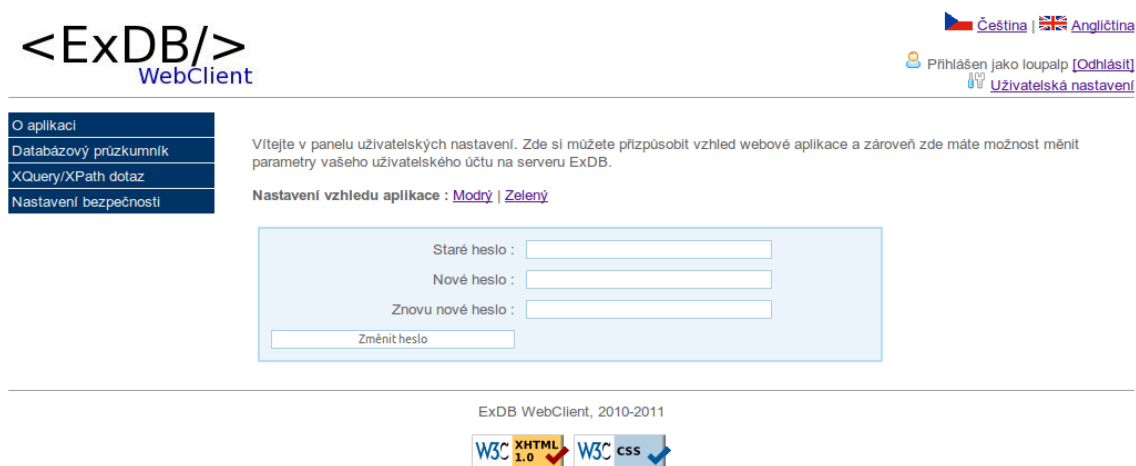 <ExDB/>
WebClient
Čeština | Angličtina
Přihlášen jako loupalp [Odhlásit]
Uživatelská nastavení
O aplikaci
Databázový průzkumník
XQuery/XPath dotaz
Nastavení bezpečnosti
Vítejte v panelu uživatelských nastavení. Zde si můžete přizpůsobit vzhled webové aplikace a zároveň zde máte možnost měnit
parametry vašeho uživatelského účtu na serveru ExDB.
Nastavení vzhledu aplikace : Modrý | Zelený
Staré heslo :
Nové heslo :
Znovu nové heslo :
Změnit heslo
ExDB WebClient, 2010-2011
W3C XHTML 1.0
W3C css